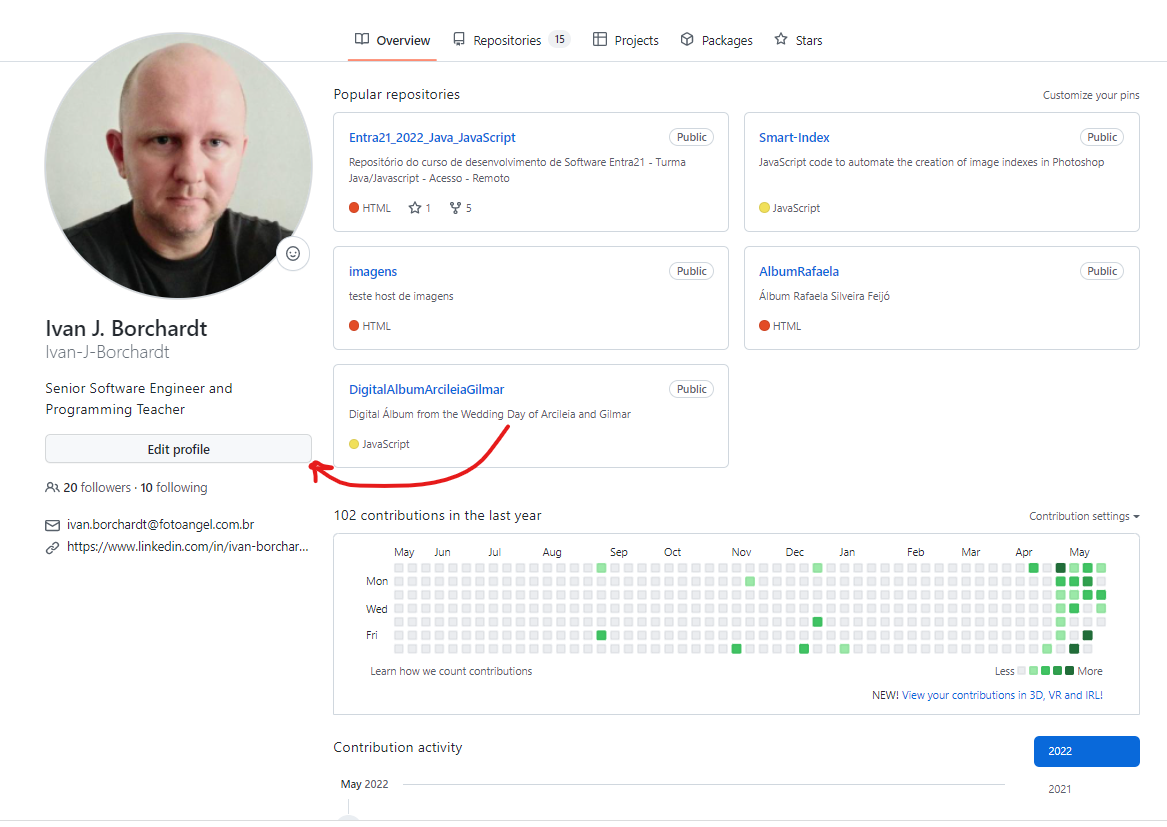 Overview Repositories 15 Projects Packages Stars
Popular repositories Customize your pins
Entra21_2022_Java_JavaScript Public
Repositório do curso de desenvolvimento de Software Entra21 - Turma
Java/Javascript - Acesso - Remoto
HTML 1 5
Smart-Index Public
JavaScript code to automate the creation of image indexes in Photoshop
JavaScript
imagens Public
teste host de imagens
HTML
AlbumRafaela Public
Álbum Rafaela Silveira Feijó
HTML
DigitalAlbumArcileiaGilmar Public
Digital Álbum from the Wedding Day of Arcileia and Gilmar
JavaScript
Ivan J. Borchardt
Ivan-J-Borchardt
Senior Software Engineer and
Programming Teacher
Edit profile
20 followers · 10 following
ivan.borchardt@fotoangel.com.br
https://www.linkedin.com/in/ivan-borchar...
102 contributions in the last year Contribution settings
May Jun Jul Aug Sep Oct Nov Dec Jan Feb Mar Apr May
Mon
Wed
Fri
Learn how we count contributions Less More
NEW! View your contributions in 3D, VR and IRL!
Contribution activity 2022
May 2022 2021